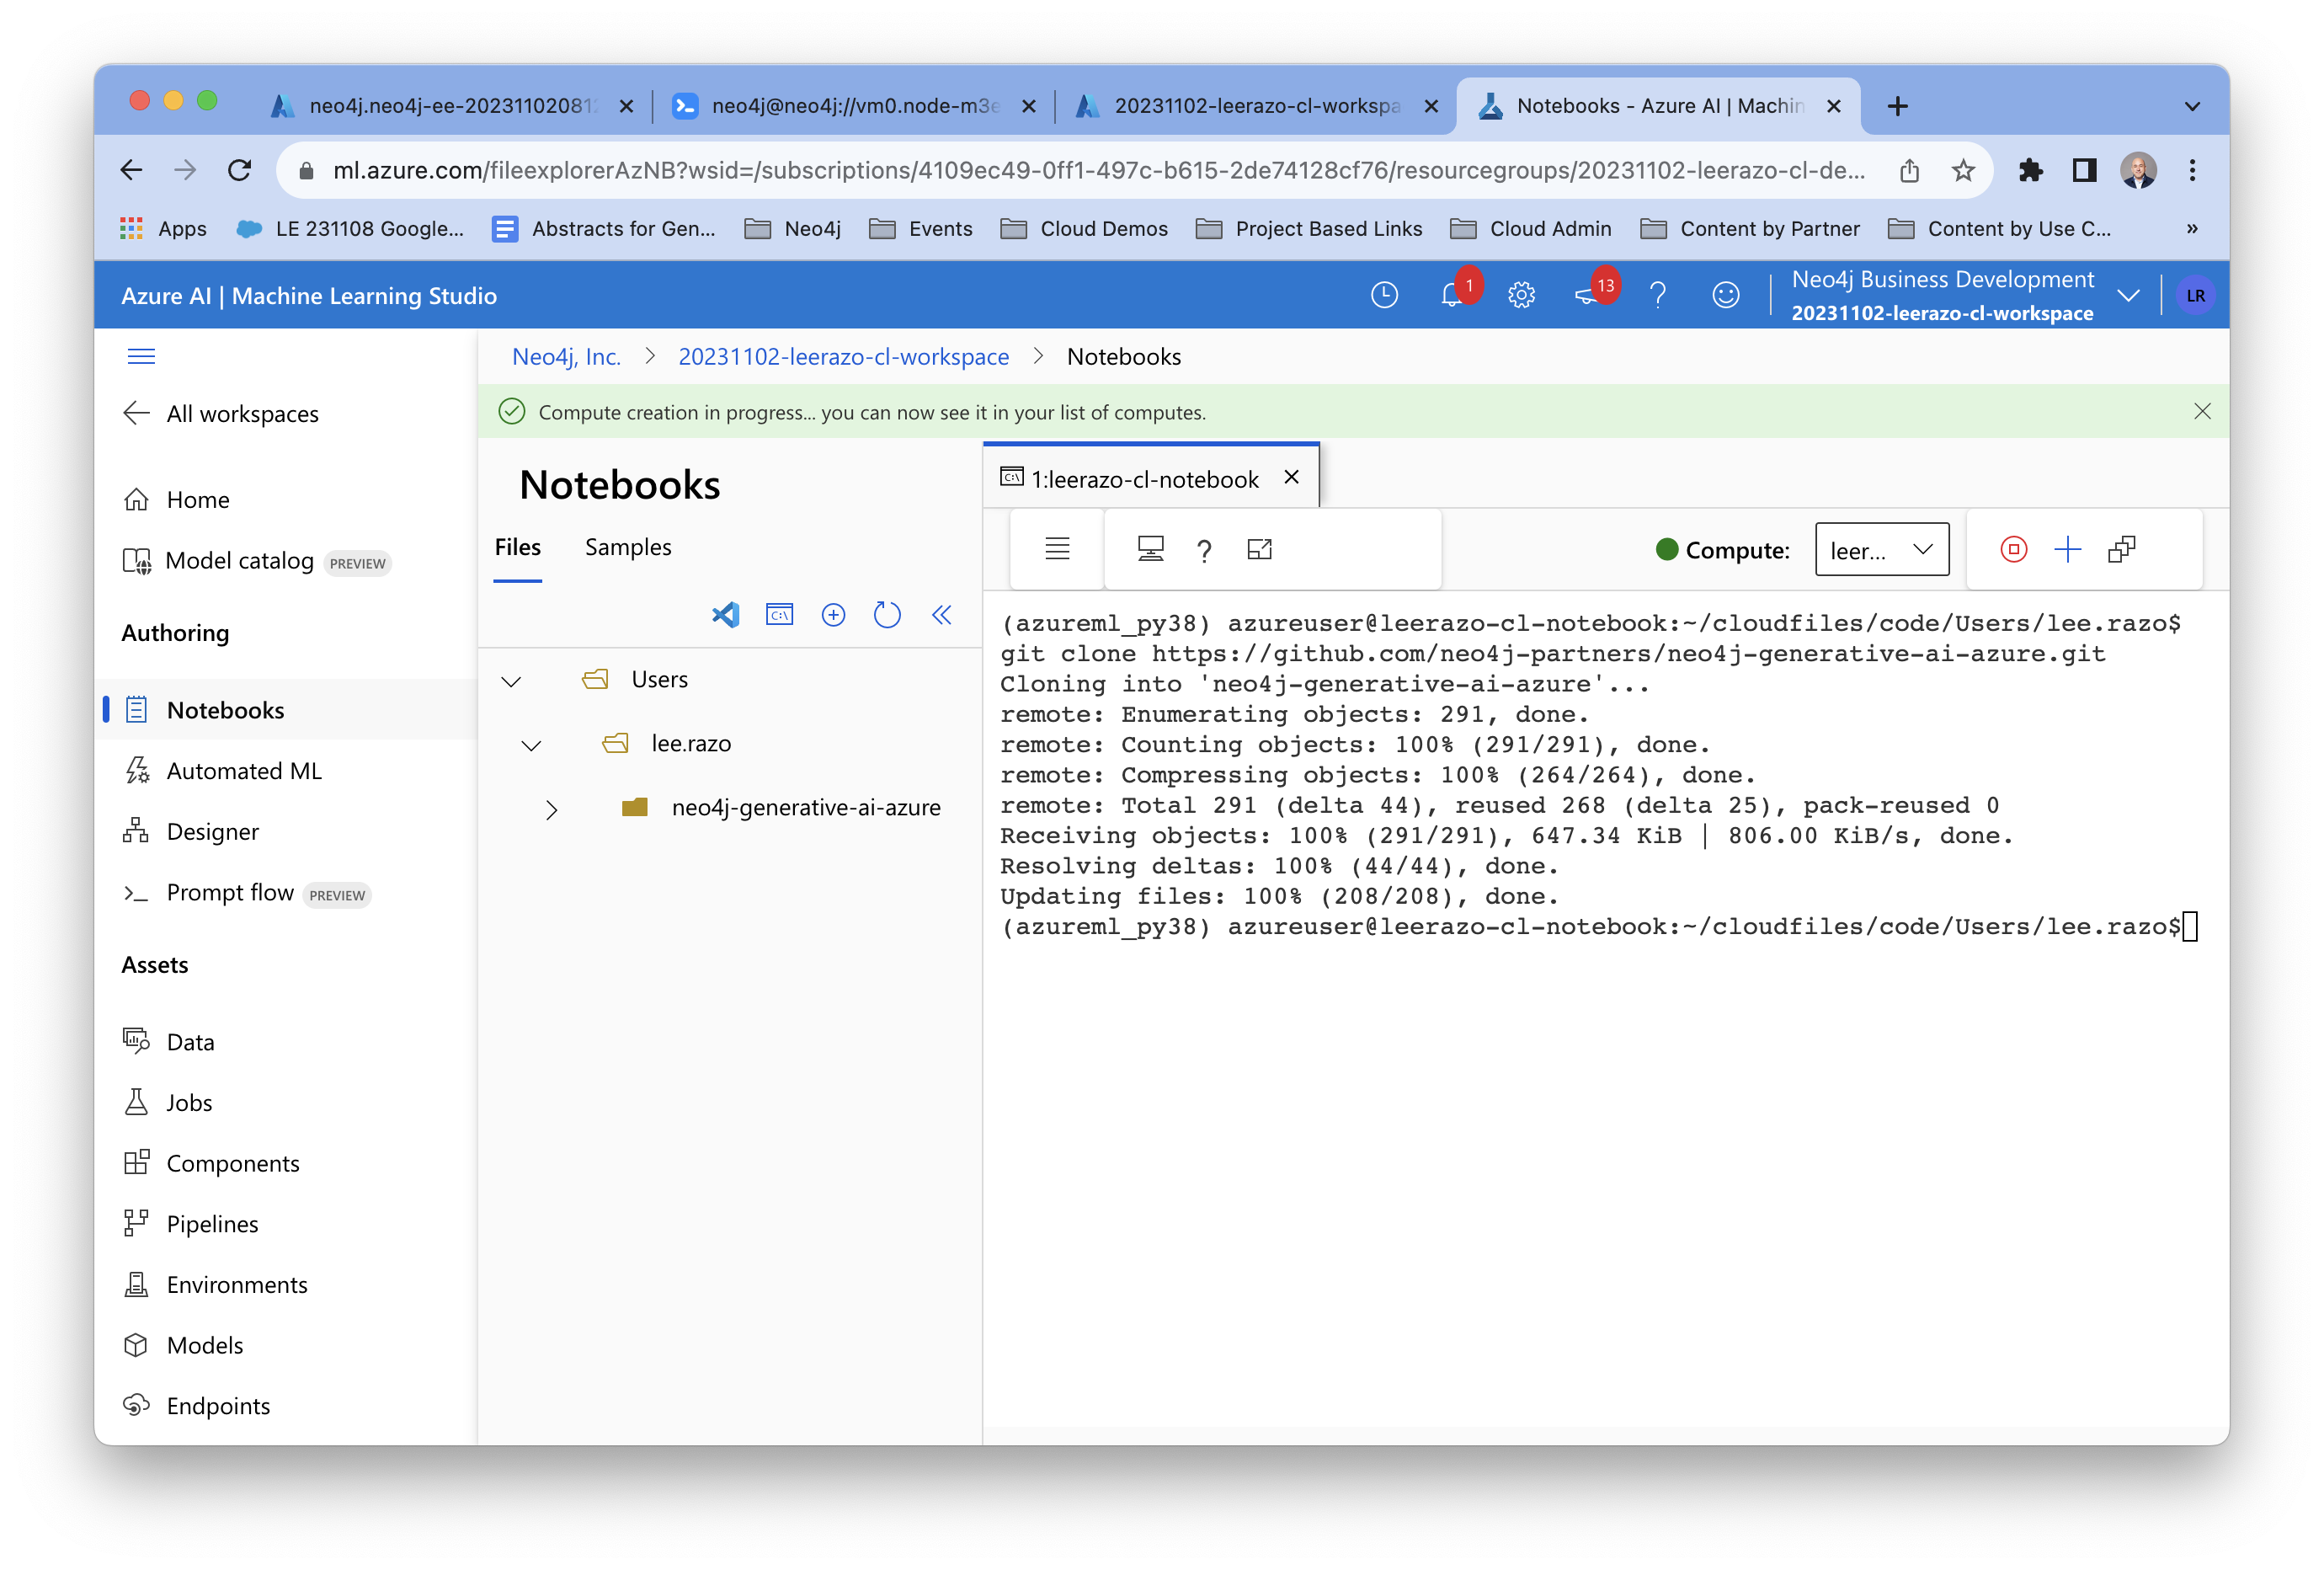 neo4j.neo4j-ee-20231102081
neo4j@neo4j://vm0.node-m3e
20231102-leerazo-cl-workspa
Notebooks - Azure AI | Machin
ml.azure.com/fileexplorerAzNB?wsid=/subscriptions/4109ec49-0ff1-497c-b615-2de74128cf76/resourcegroups/20231102-leerazo-cl-de...
Apps
LE 231108 Google...
Abstracts for Gen...
Neo4j
Events
Cloud Demos
Project Based Links
Cloud Admin
Content by Partner
Content by Use C...
»
Azure AI | Machine Learning Studio
1
13
Neo4j Business Development
20231102-leerazo-cl-workspace
LR
All workspaces
Home
Model catalog PREVIEW
Authoring
Notebooks
Automated ML
Designer
Prompt flow PREVIEW
Assets
Data
Jobs
Components
Pipelines
Environments
Models
Endpoints
Neo4j, Inc. > 20231102-leerazo-cl-workspace > Notebooks
Compute creation in progress... you can now see it in your list of computes.
Notebooks
Files
Samples
Users
lee.razo
neo4j-generative-ai-azure
1:leerazo-cl-notebook
Compute:
leer...
(azureml_py38) azureuser@leerazo-cl-notebook:~/cloudfiles/code/Users/lee.razo$
git clone https://github.com/neo4j-partners/neo4j-generative-ai-azure.git
Cloning into 'neo4j-generative-ai-azure'...
remote: Enumerating objects: 291, done.
remote: Counting objects: 100% (291/291), done.
remote: Compressing objects: 100% (264/264), done.
remote: Total 291 (delta 44), reused 268 (delta 25), pack-reused 0
Receiving objects: 100% (291/291), 647.34 KiB | 806.00 KiB/s, done.
Resolving deltas: 100% (44/44), done.
Updating files: 100% (208/208), done.
(azureml_py38) azureuser@leerazo-cl-notebook:~/cloudfiles/code/Users/lee.razo$